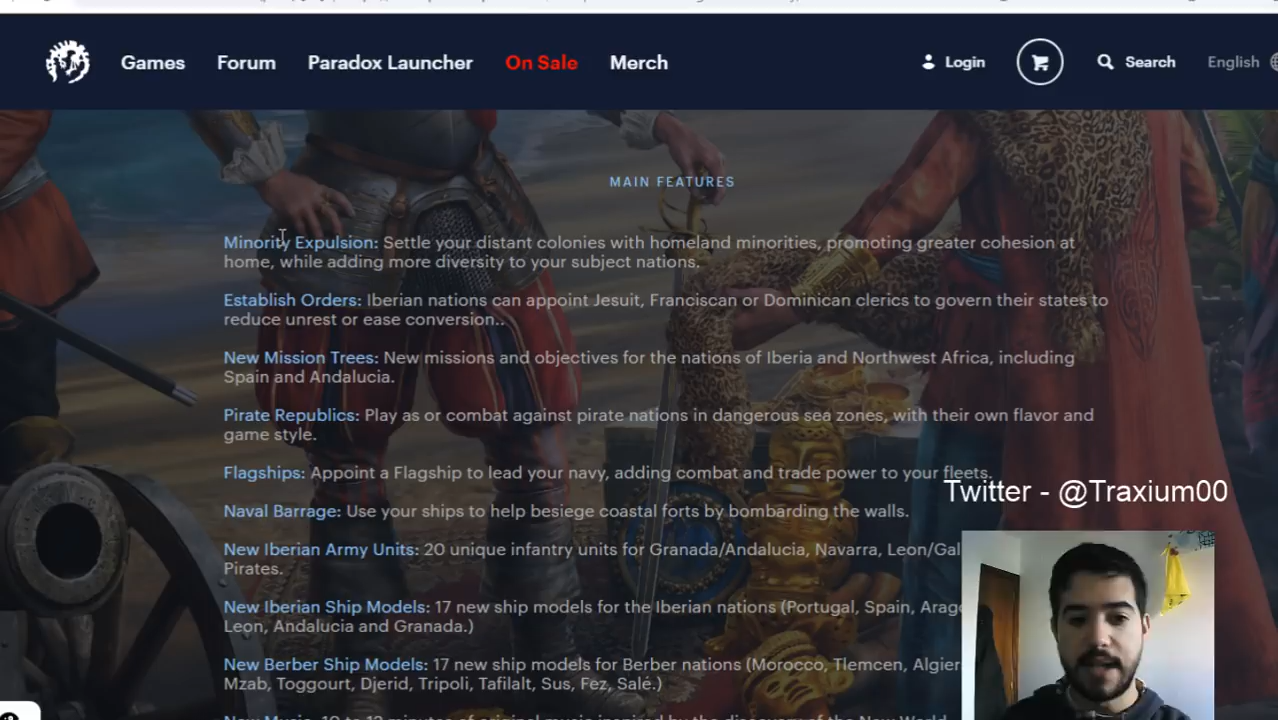 Games Forum Paradox Launcher On Sale Merch Login Search English
MAIN FEATURES
Minority Expulsion: Settle your distant colonies with homeland minorities, promoting greater cohesion at
home, while adding more diversity to your subject nations.
Establish Orders: Iberian nations can appoint Jesuit, Franciscan or Dominican clerics to govern their states to
reduce unrest or ease conversion..
New Mission Trees: New missions and objectives for the nations of Iberia and Northwest Africa, including
Spain and Andalucia.
Pirate Republics: Play as or combat against pirate nations in dangerous sea zones, with their own flavor and
game style.
Flagships: Appoint a Flagship to lead your navy, adding combat and trade power to your fleets.
Twitter - @Traxium00
Naval Barrage: Use your ships to help besiege coastal forts by bombarding the walls.
New Iberian Army Units: 20 unique infantry units for Granada/Andalucia, Navarra, Leon/Gal
Pirates.
New Iberian Ship Models: 17 new ship models for the Iberian nations (Portugal, Spain, Arago
Leon, Andalucia and Granada.)
New Berber Ship Models: 17 new ship models for Berber nations (Morocco, Tlemcen, Algiers
Mzab, Toggourt, Djerid, Tripoli, Tafilalt, Sus, Fez, Salé.)